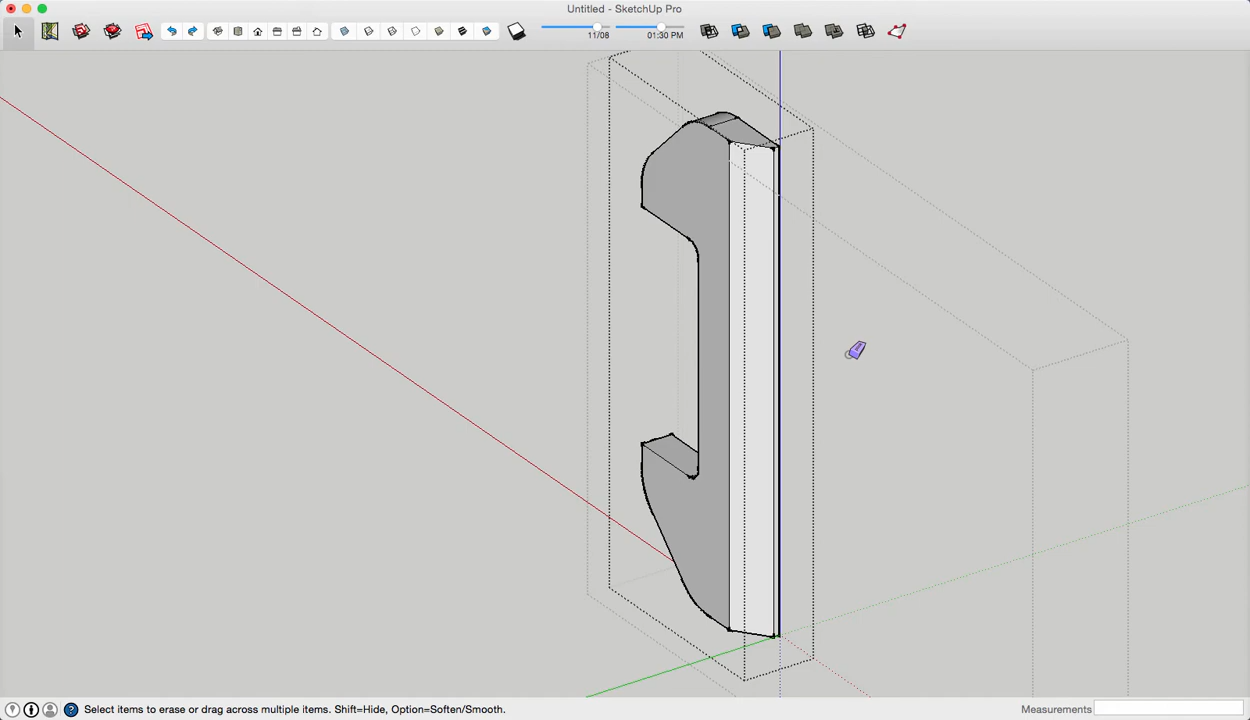 Untitled - SketchUp Pro
11/08
01:30 PM
Select items to erase or drag across multiple items. Shift=Hide, Option=Soften/Smooth.
Measurements